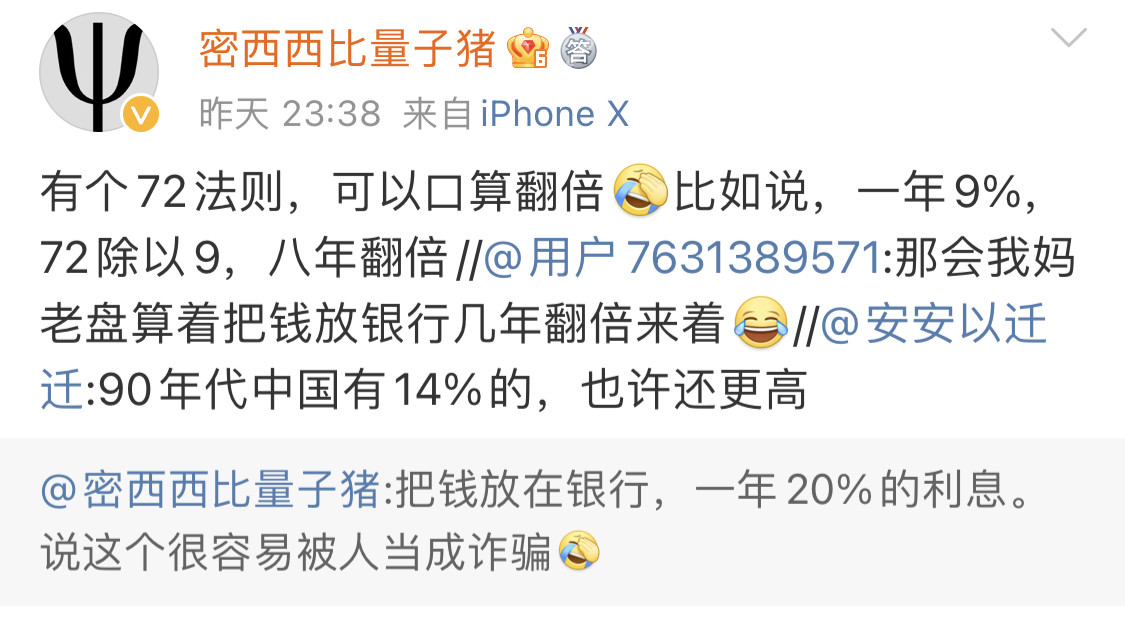 密西西比量子猪
昨天 23:38 来自 iPhone X
有个72法则，可以口算翻倍🤣比如说，一年9%，
72除以9，八年翻倍//@用户7631389571:那会我妈
老盘算着把钱放银行几年翻倍来着😂//@安安以迁
迁:90年代中国有14%的，也许还更高
@密西西比量子猪:把钱放在银行，一年20%的利息。
说这个很容易被人当成诈骗🤣